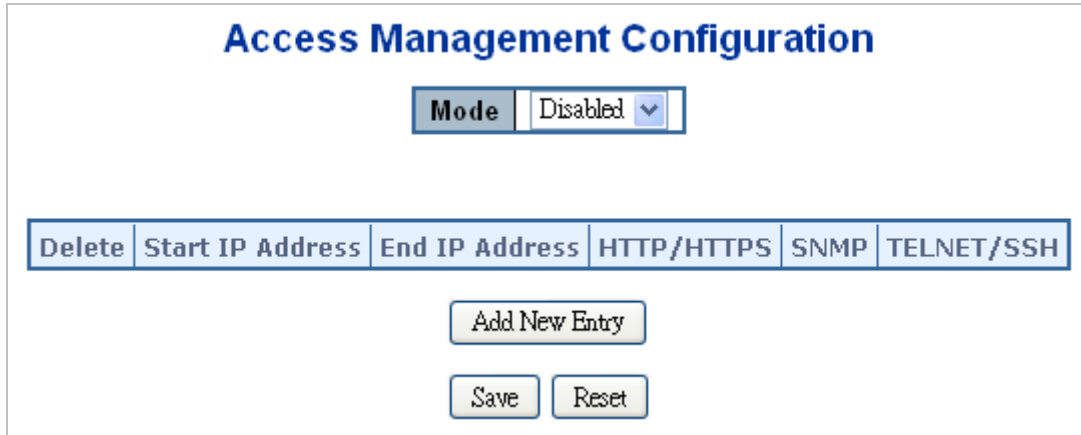 Access Management Configuration
Mode Disabled
Delete Start IP Address End IP Address HTTP/HTTPS SNMP TELNET/SSH
Add New Entry
Save Reset